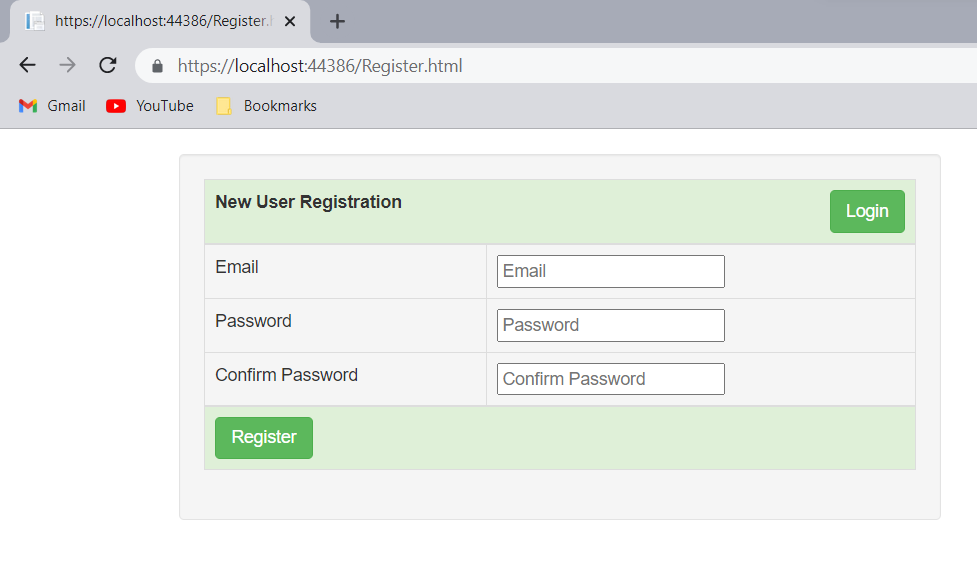 https://localhost:44386/Register.h
https://localhost:44386/Register.html
Gmail YouTube Bookmarks
New User Registration Login
Email Email
Password Password
Confirm Password Confirm Password
Register